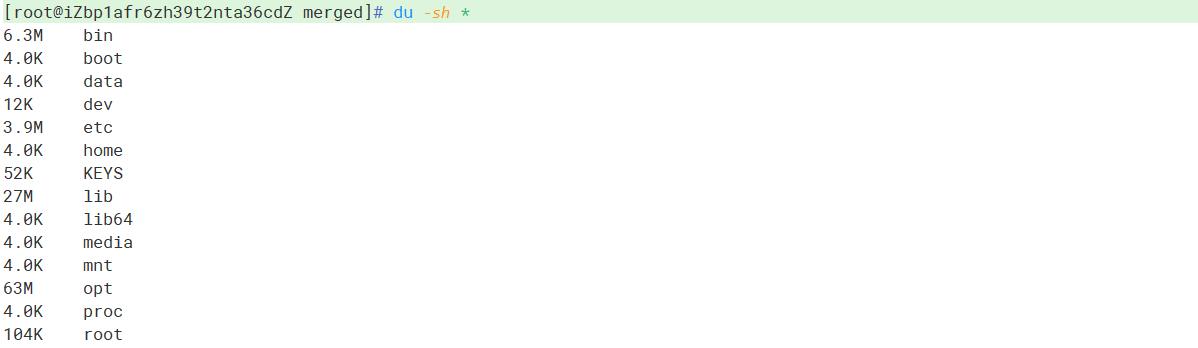 [root@iZbp1afr6zh39t2nta36cdZ merged]# du -sh *
6.3M    bin
4.0K    boot
4.0K    data
12K     dev
3.9M    etc
4.0K    home
52K     KEYS
27M     lib
4.0K    lib64
4.0K    media
4.0K    mnt
63M     opt
4.0K    proc
104K    root